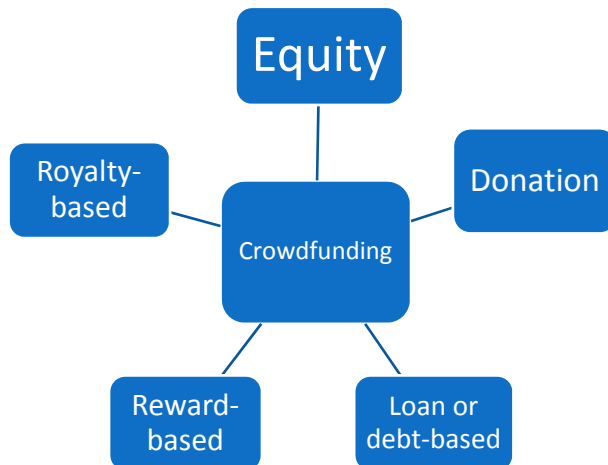 Equity
Royalty-
based
Donation
Crowdfunding
Reward-
based
Loan or
debt-based